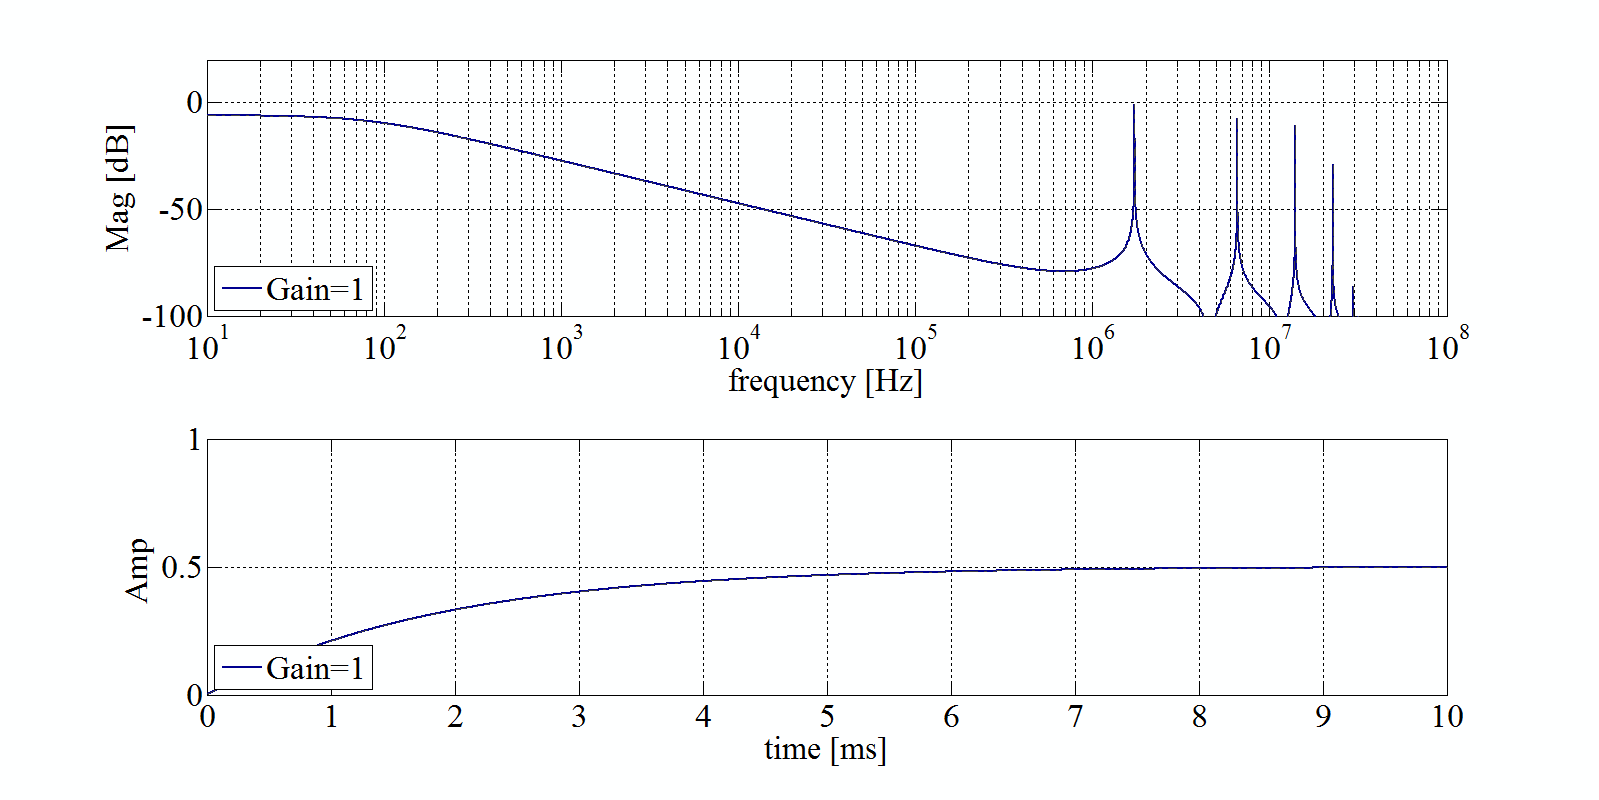 0
-50
-100
Mag [dB]
Gain=1
10^1 10^2 10^3 10^4 10^5 10^6 10^7 10^8
frequency [Hz]
1
0.5
0
Amp
Gain=1
0 1 2 3 4 5 6 7 8 9 10
time [ms]